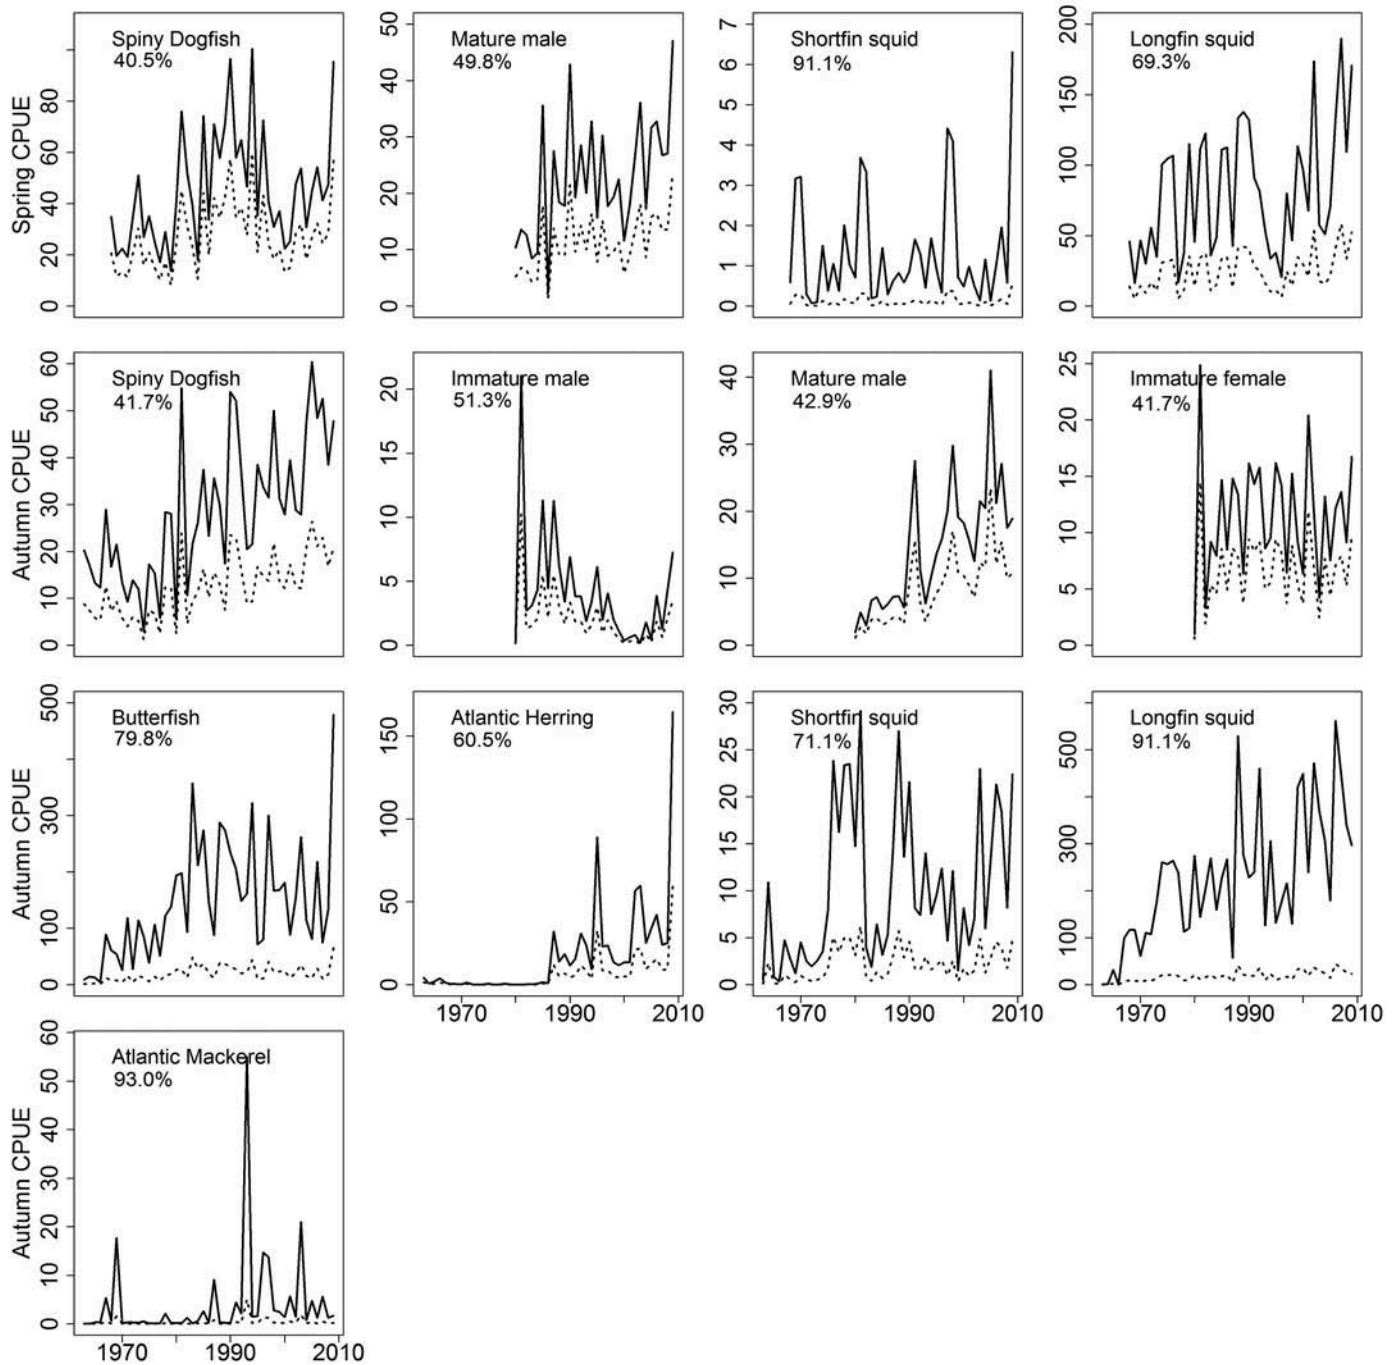 Spring CPUE
Spiny Dogfish
40.5%
0 20 40 60 80
Mature male
49.8%
0 10 20 30 40 50
Shortfin squid
91.1%
0 1 2 3 4 5 6 7
Longfin squid
69.3%
0 50 100 150 200
Autumn CPUE
Spiny Dogfish
41.7%
0 10 20 30 40 50 60
Immature male
51.3%
0 5 10 15 20
Mature male
42.9%
0 10 20 30 40
Immature female
41.7%
0 5 10 15 20 25
Autumn CPUE
Butterfish
79.8%
0 100 300 500
Atlantic Herring
60.5%
0 50 100 150
1970 1990 2010
Shortfin squid
71.1%
0 5 10 15 20 25 30
1970 1990 2010
Longfin squid
91.1%
0 100 300 500
1970 1990 2010
Autumn CPUE
Atlantic Mackerel
93.0%
0 10 20 30 40 50 60
1970 1990 2010